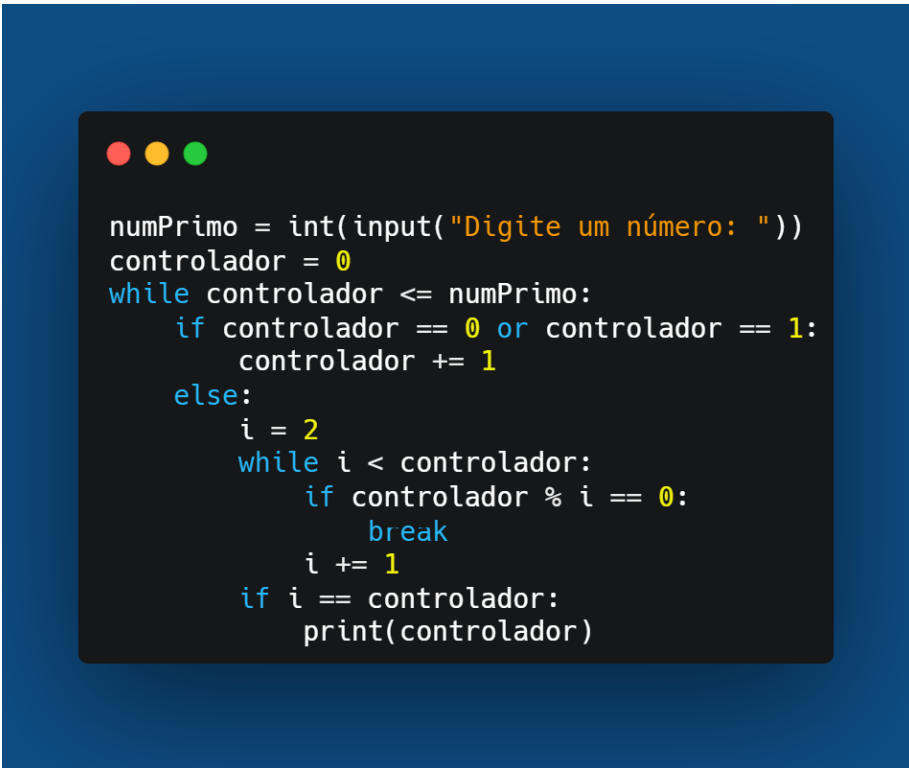 numPrimo = int(input("Digite um número: "))
controlador = 0
while controlador <= numPrimo:
    if controlador == 0 or controlador == 1:
        controlador += 1
    else:
        i = 2
        while i < controlador:
            if controlador % i == 0:
                break
            i += 1
        if i == controlador:
            print(controlador)